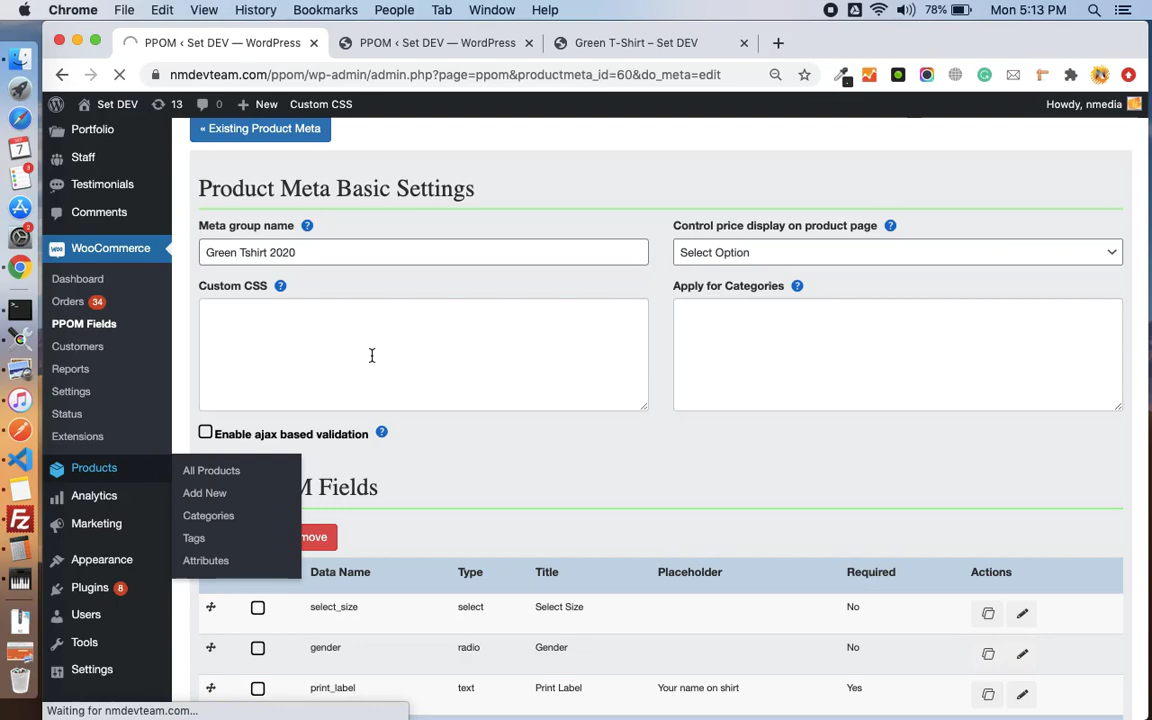 Chrome File Edit View History Bookmarks People Tab Window Help 78% Mon 5:13 PM
PPOM ‹ Set DEV — WordPress PPOM ‹ Set DEV — WordPress Green T-Shirt – Set DEV
nmdevteam.com/ppom/wp-admin/admin.php?page=ppom&productmeta_id=60&do_meta=edit
Set DEV 13 0 New Custom CSS Howdy, nmedia
Portfolio
Staff
Testimonials
Comments
WooCommerce
Dashboard
Orders 34
PPOM Fields
Customers
Reports
Settings
Status
Extensions
Products
Analytics
Marketing
Appearance
Plugins 8
Users
Tools
Settings
All Products
Add New
Categories
Tags
Attributes
« Existing Product Meta
Product Meta Basic Settings
Meta group name ? Control price display on product page ?
Green Tshirt 2020 Select Option
Custom CSS ? Apply for Categories ?
Enable ajax based validation ?
M Fields
move
Data Name Type Title Placeholder Required Actions
select_size select Select Size No
gender radio Gender No
print_label text Print Label Your name on shirt Yes
Waiting for nmdevteam.com...